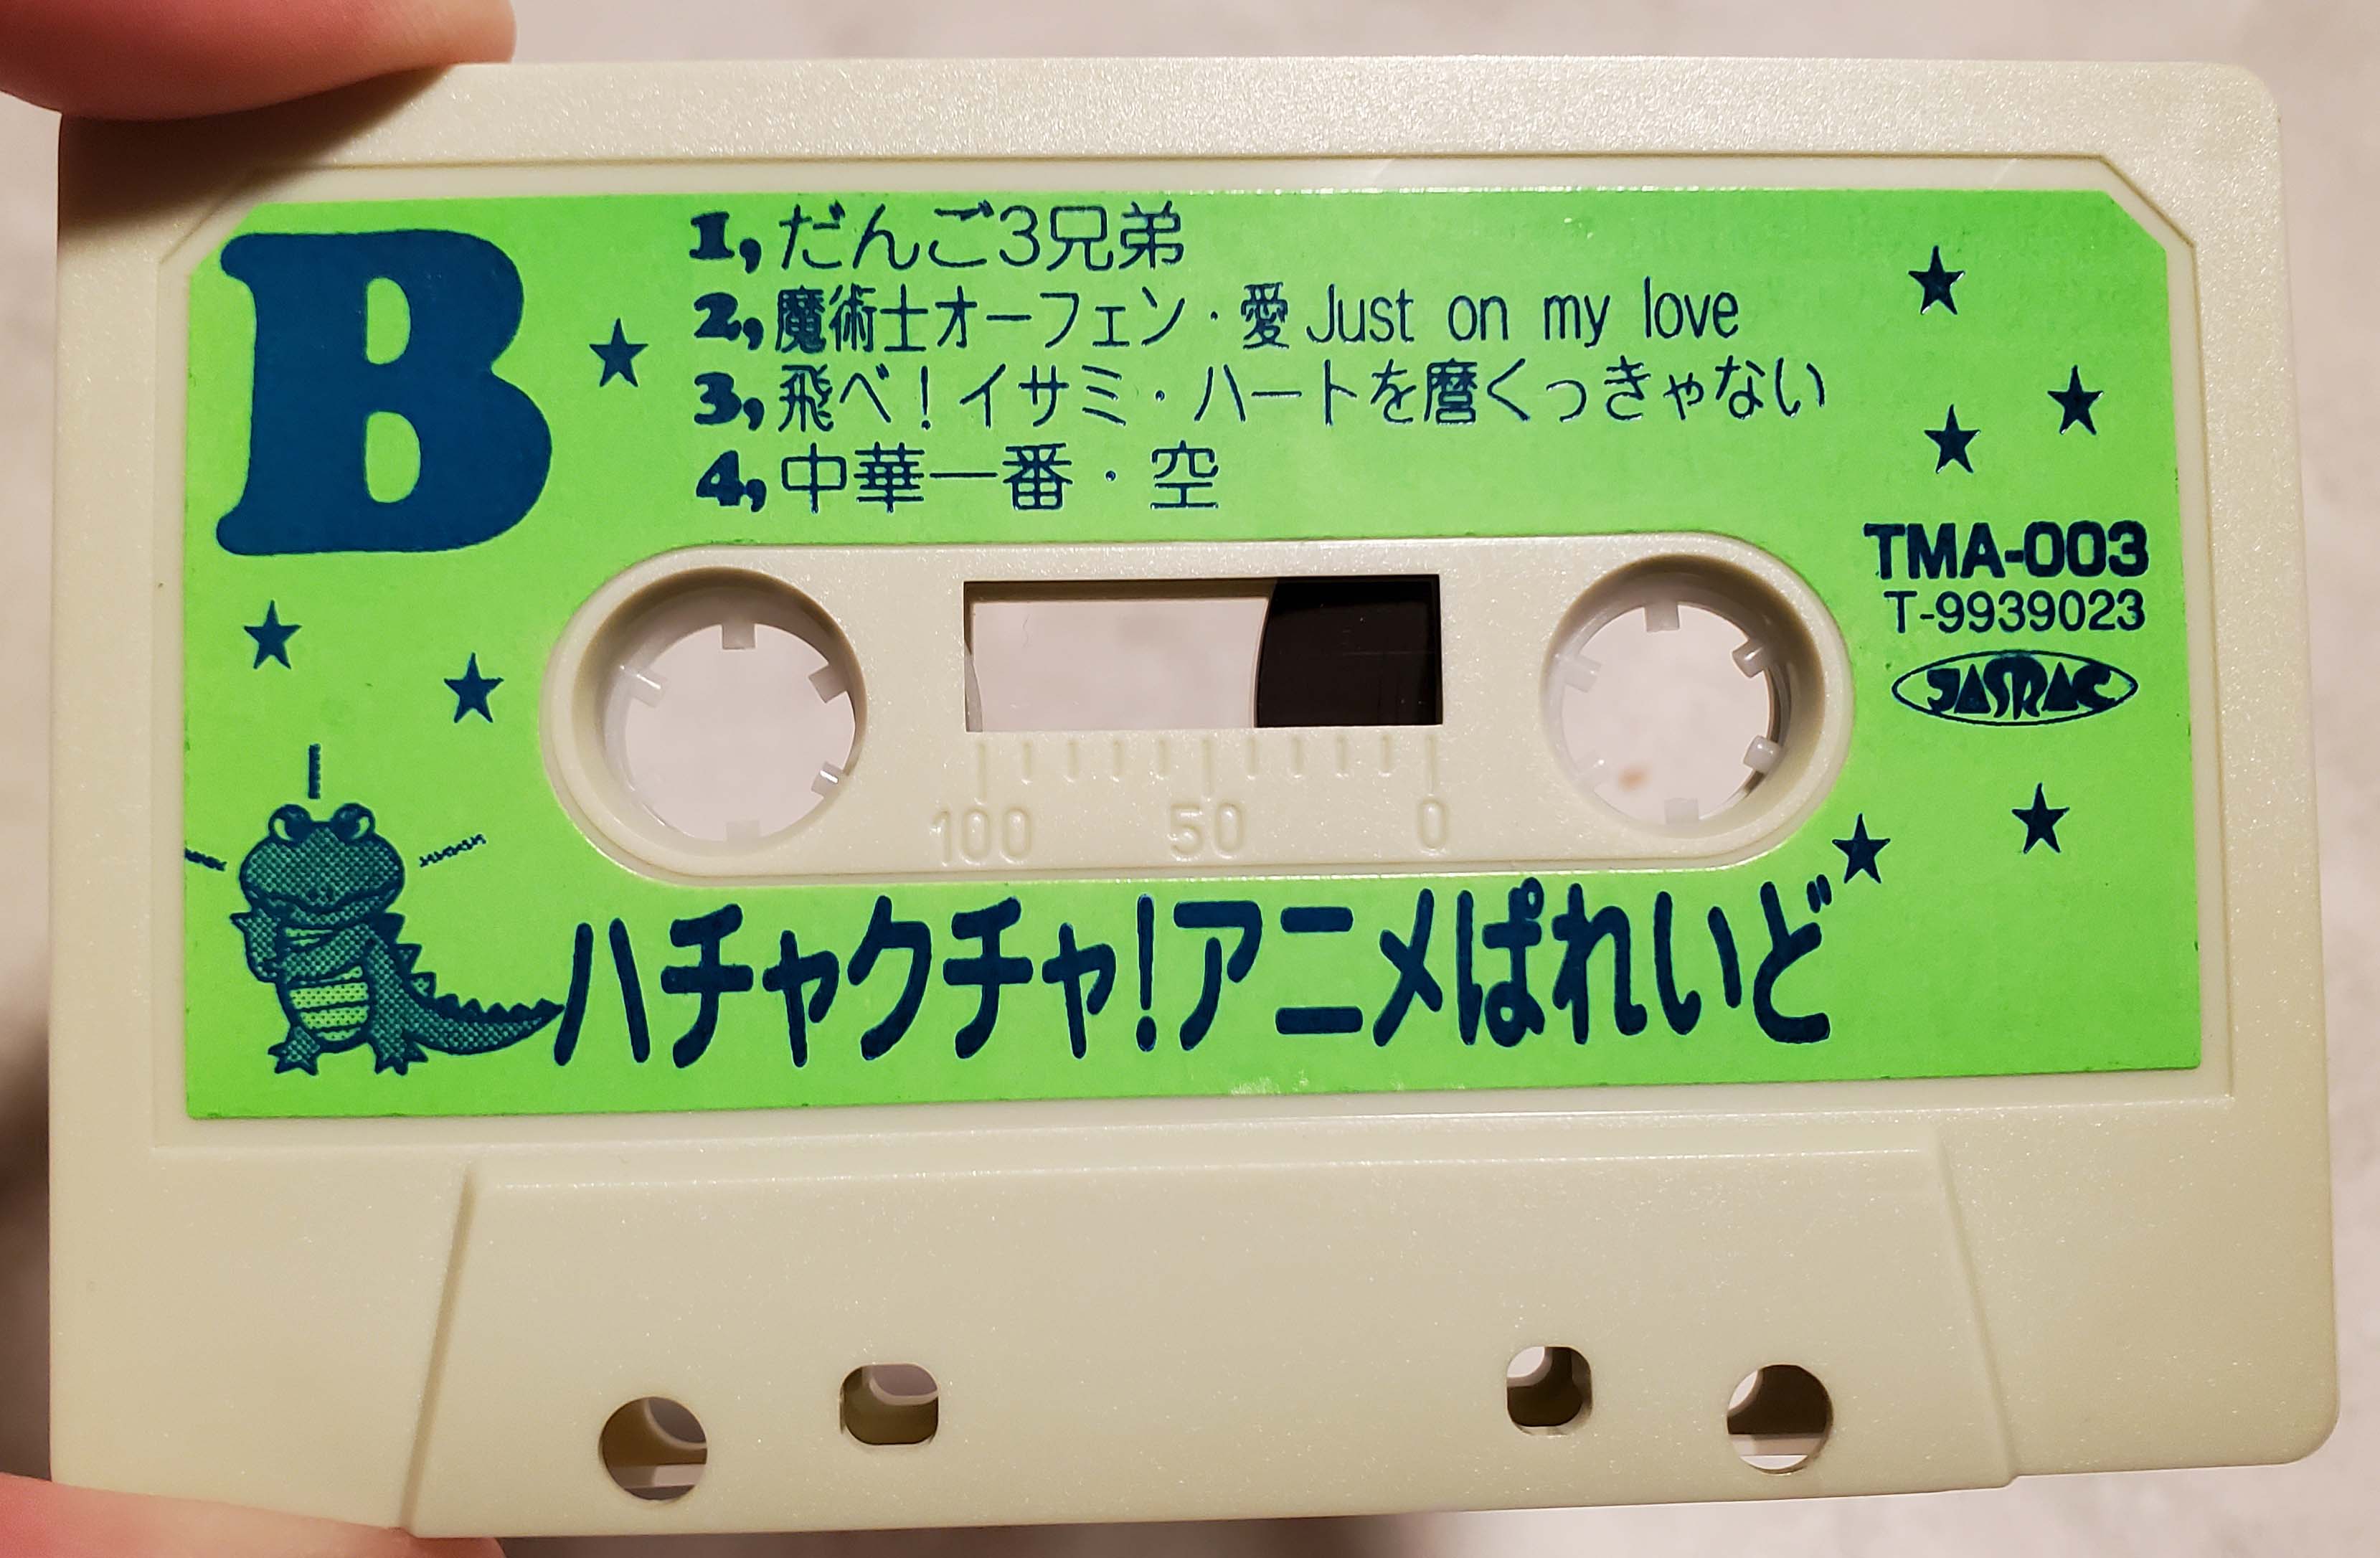 B
1, だんご3兄弟
2, 魔術士オーフェン・愛 Just on my love
3, 飛べ！イサミ・ハートを麿くっきゃない
4, 中華一番・空
TMA-003
T-9939023
JASRAC
100 50 0
ハチャクチャ!アニメぱれいど